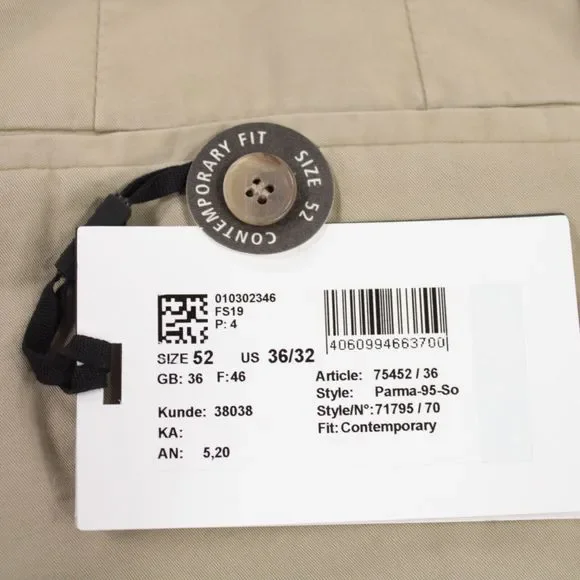 CONTEMPORARY FIT SIZE 52
010302346
FS19
P: 4
SIZE 52 US 36/32
GB: 36 F: 46
Kunde: 38038
KA:
AN: 5,20
4060994663700
Article: 75452 / 36
Style: Parma-95-So
Style/N°: 71795 / 70
Fit: Contemporary